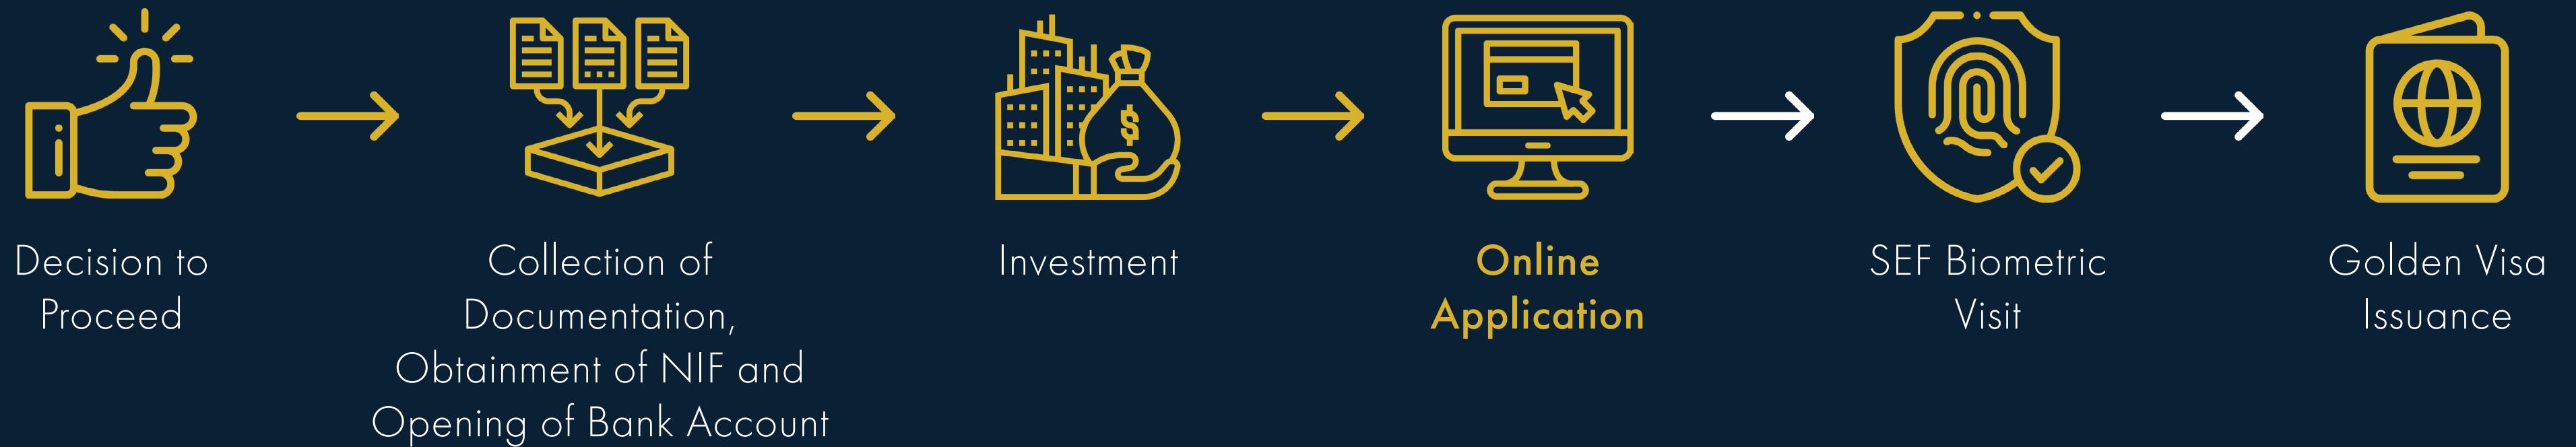 Decision to
Proceed
Collection of
Documentation,
Obtainment of NIF and
Opening of Bank Account
$
Investment
Online
Application
SEF Biometric
Visit
Golden Visa
Issuance